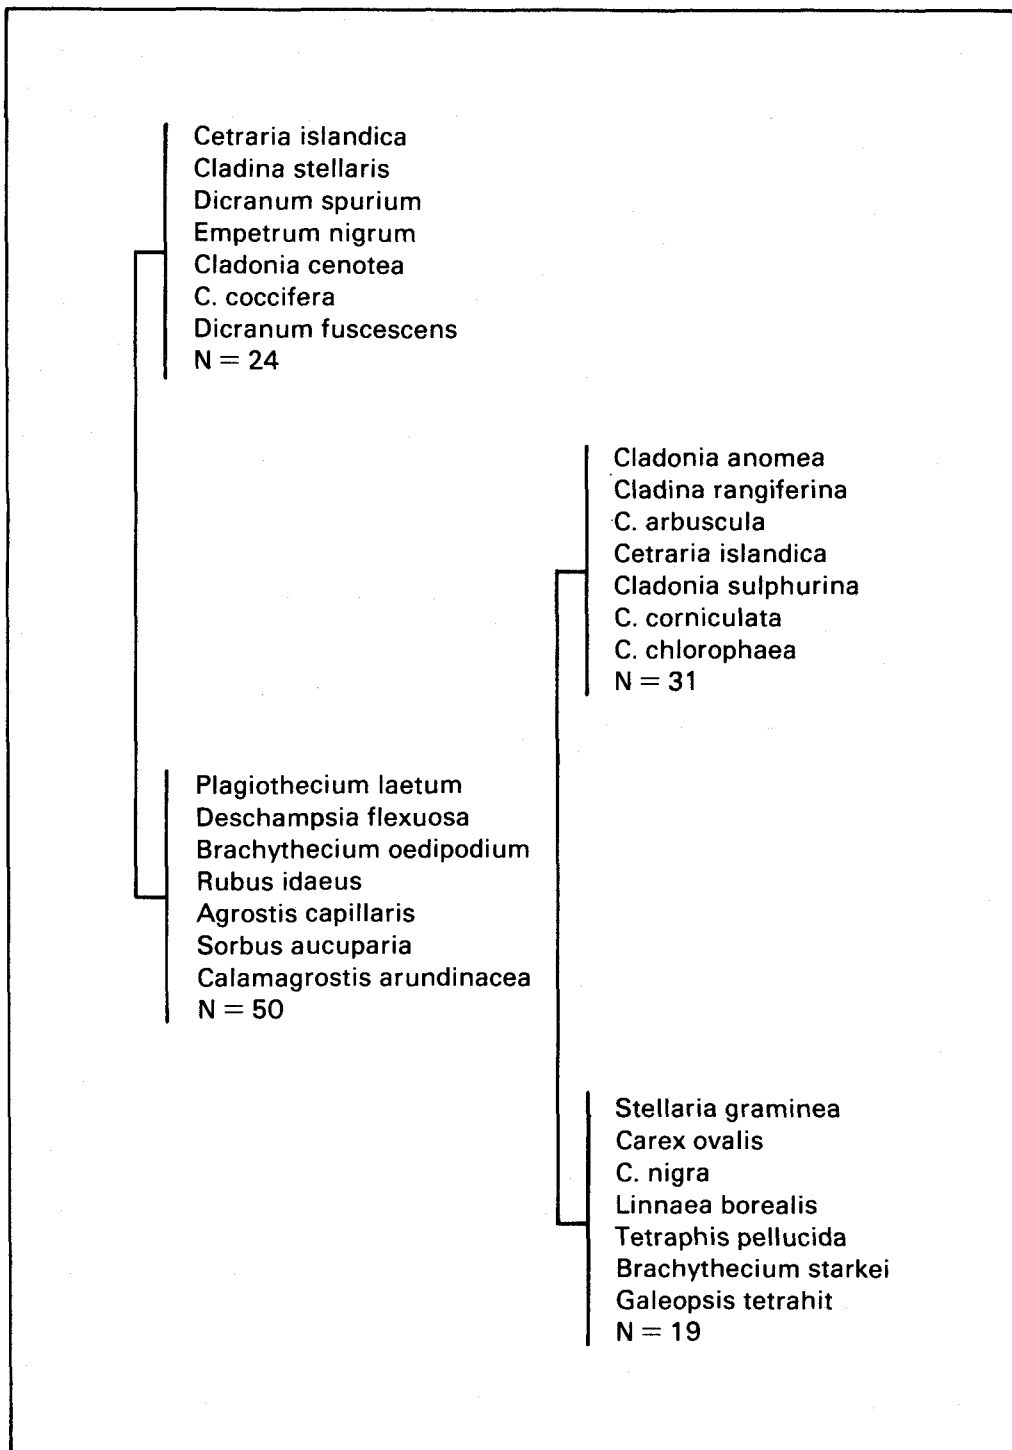 Cetraria islandica
Cladina stellaris
Dicranum spurium
Empetrum nigrum
Cladonia cenotea
C. coccifera
Dicranum fuscescens
N = 24
Cladonia anomea
Cladina rangiferina
C. arbuscula
Cetraria islandica
Cladonia sulphurina
C. corniculata
C. chlorophaea
N = 31
Plagiothecium laetum
Deschampsia flexuosa
Brachythecium oedipodium
Rubus idaeus
Agrostis capillaris
Sorbus aucuparia
Calamagrostis arundinacea
N = 50
Stellaria graminea
Carex ovalis
C. nigra
Linnaea borealis
Tetraphis pellucida
Brachythecium starkei
Galeopsis tetrahit
N = 19